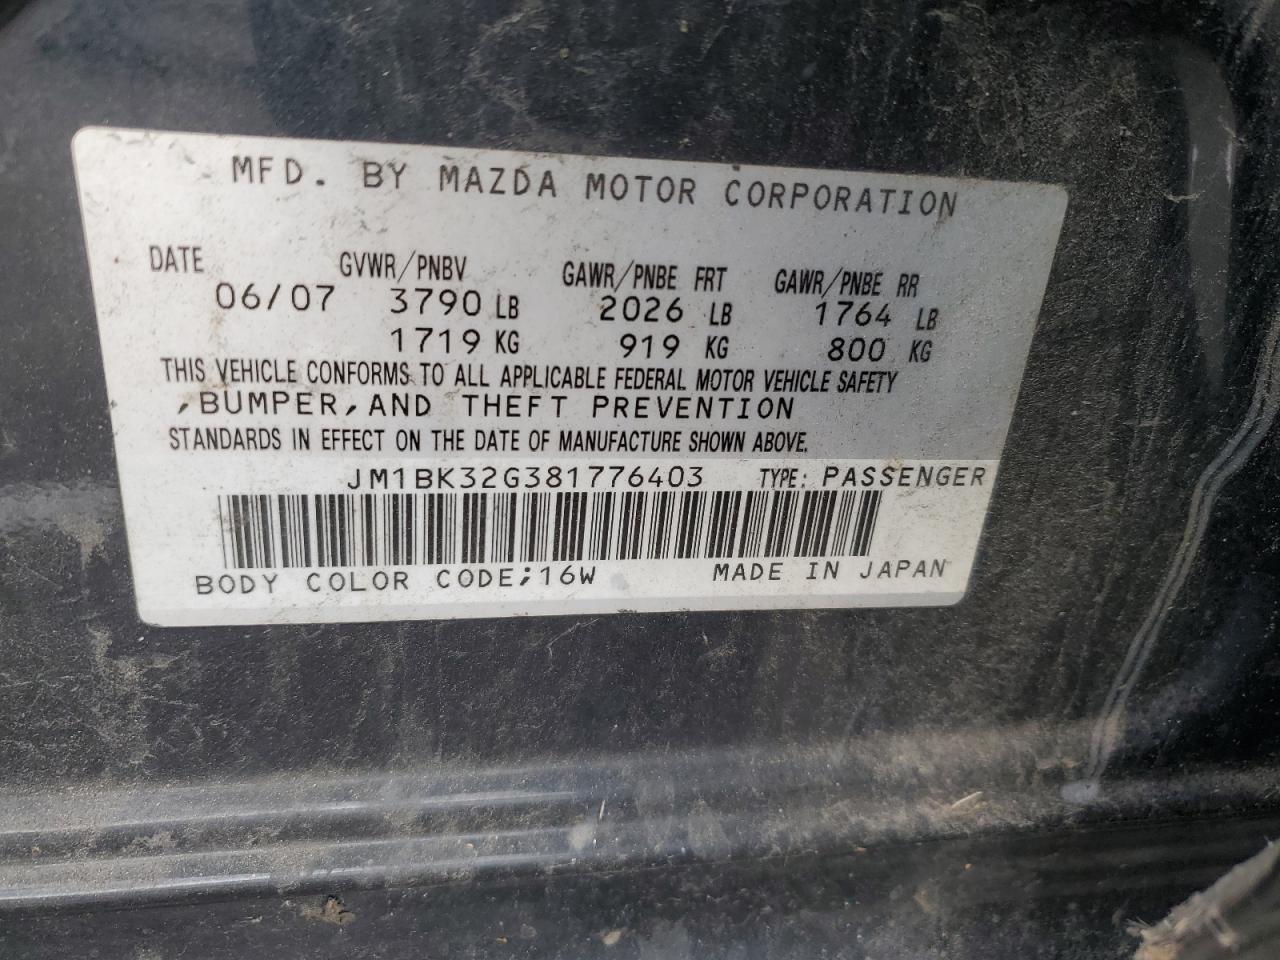 MFD. BY MAZDA MOTOR CORPORATION
DATE GVWR/PNBV GAWR/PNBE FRT GAWR/PNBE RR
06/07 3790 LB 2026 LB 1764 LB
1719 KG 919 KG 800 KG
THIS VEHICLE CONFORMS TO ALL APPLICABLE FEDERAL MOTOR VEHICLE SAFETY
,BUMPER,AND THEFT PREVENTION
STANDARDS IN EFFECT ON THE DATE OF MANUFACTURE SHOWN ABOVE.
JM1BK32G381776403 TYPE: PASSENGER
BODY COLOR CODE;16W MADE IN JAPAN